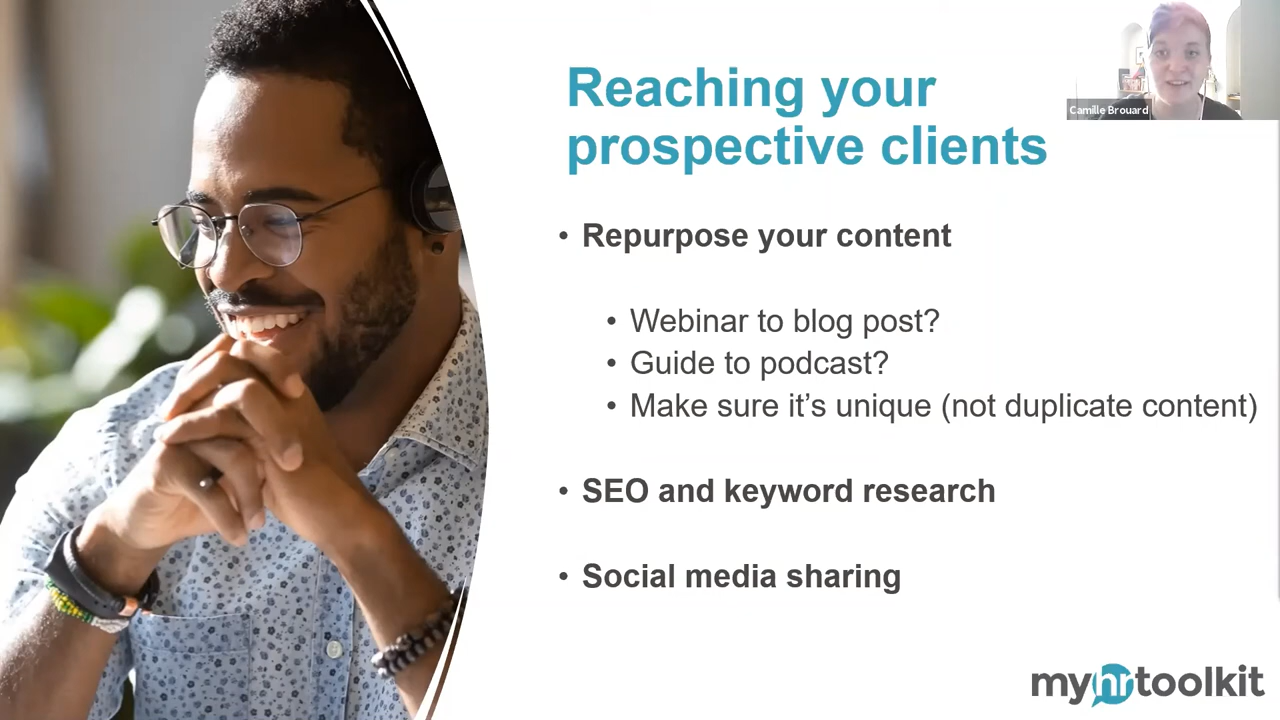 Reaching your
prospective clients
Camille Brouard
• Repurpose your content
• Webinar to blog post?
• Guide to podcast?
• Make sure it’s unique (not duplicate content)
• SEO and keyword research
• Social media sharing
myhrtoolkit